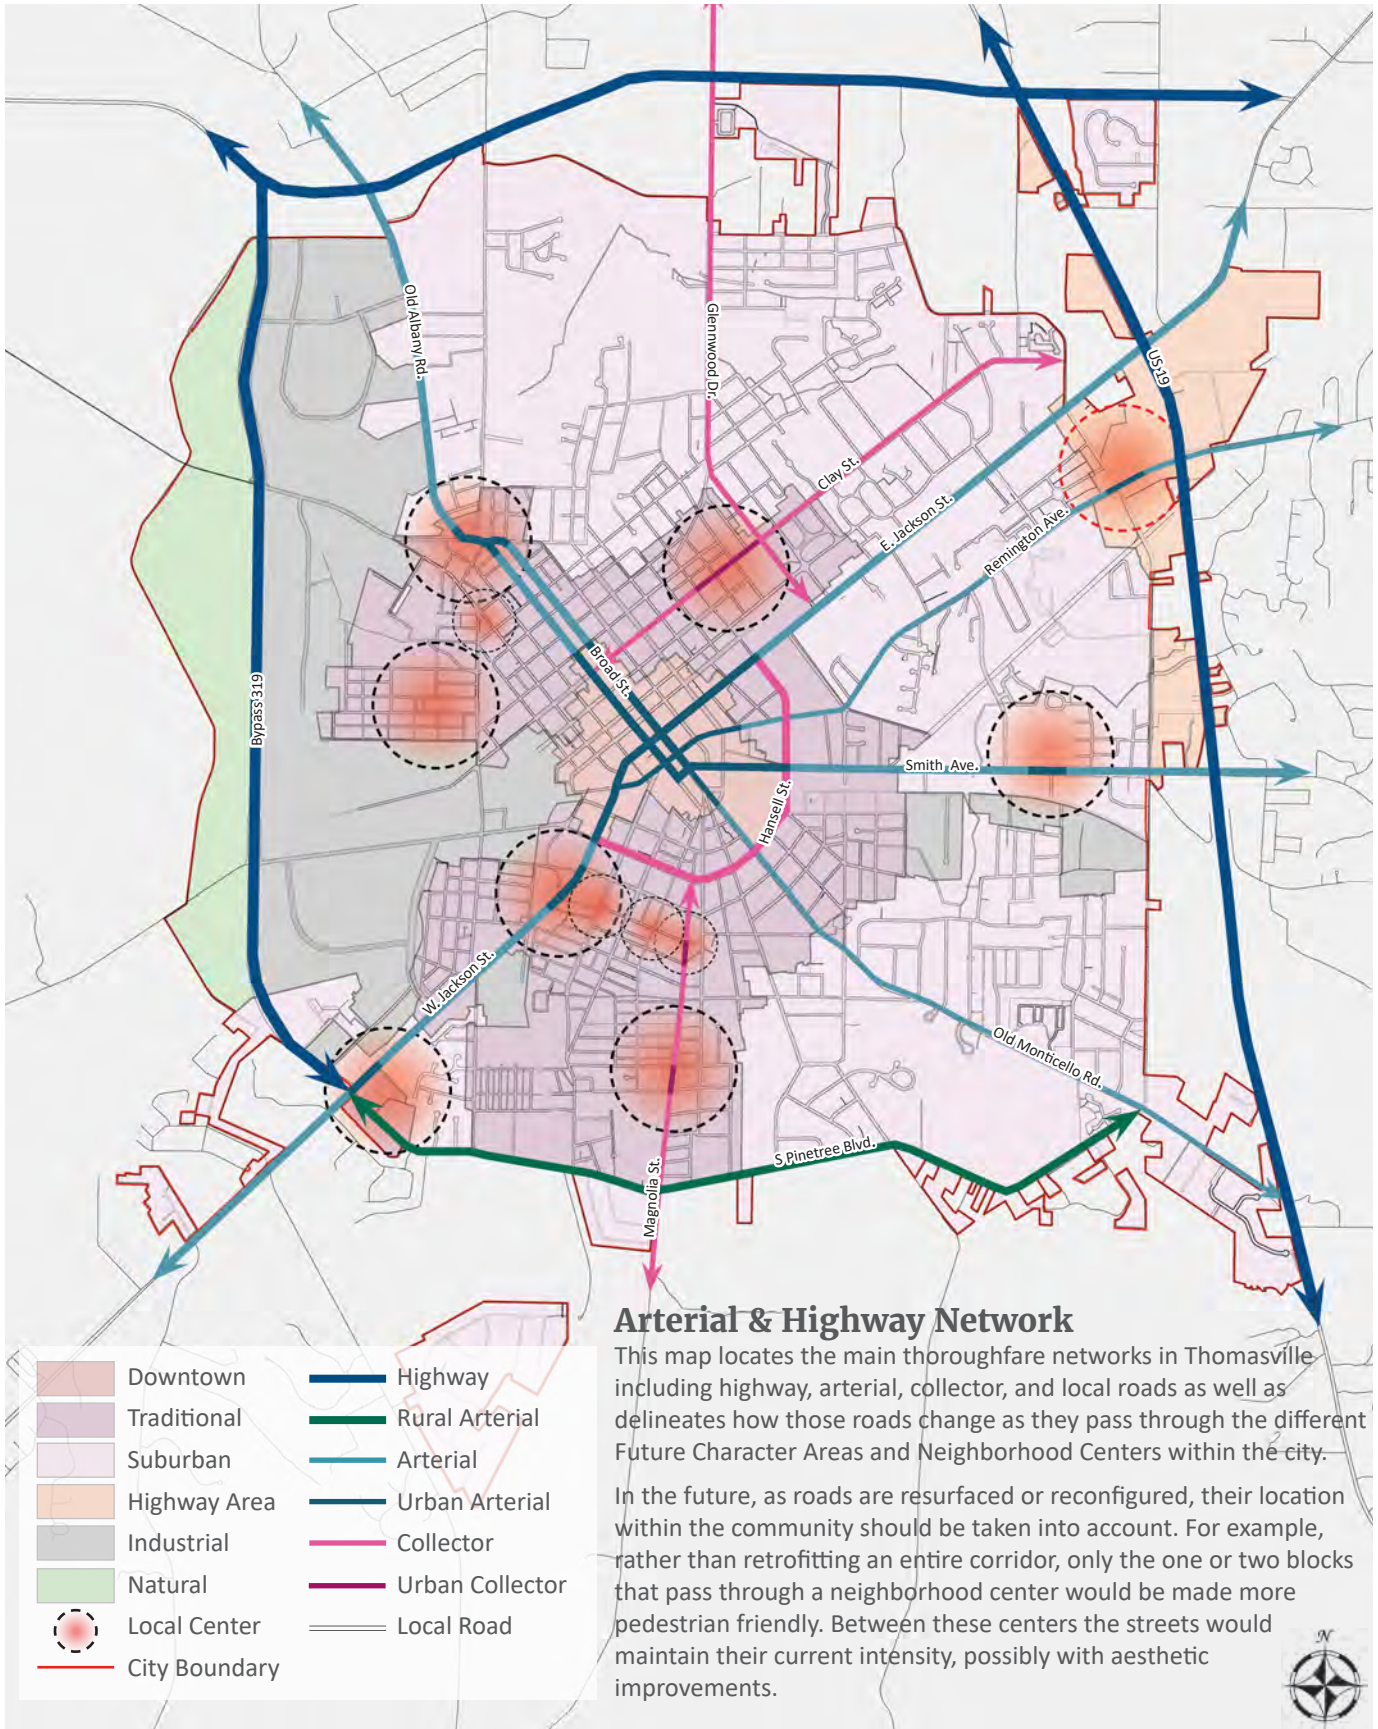 Old Albany Rd.
Glennwood Dr.
US 19
Clay St.
E. Jackson St.
Remington Ave.
Broad St.
Bypass 319
Smith Ave.
Hansell St.
W. Jackson St.
Old Monticello Rd.
S Pinetree Blvd.
Magnolia St.
Downtown
Traditional
Suburban
Highway Area
Industrial
Natural
Local Center
City Boundary
Highway
Rural Arterial
Arterial
Urban Arterial
Collector
Urban Collector
Local Road
Arterial & Highway Network
This map locates the main thoroughfare networks in Thomasville
including highway, arterial, collector, and local roads as well as
delineates how those roads change as they pass through the different
Future Character Areas and Neighborhood Centers within the city.
In the future, as roads are resurfaced or reconfigured, their location
within the community should be taken into account. For example,
rather than retrofitting an entire corridor, only the one or two blocks
that pass through a neighborhood center would be made more
pedestrian friendly. Between these centers the streets would
maintain their current intensity, possibly with aesthetic
improvements.
N